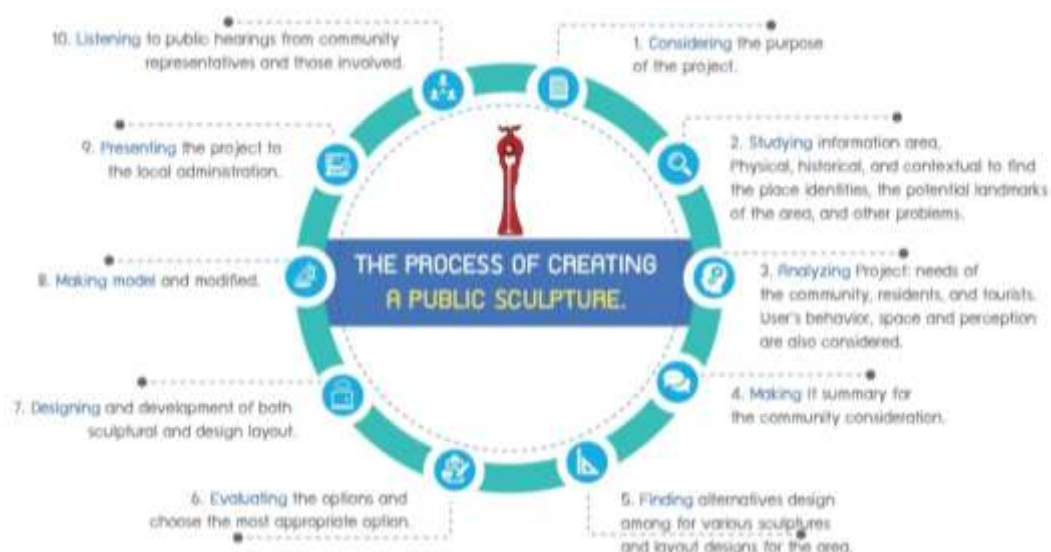 THE PROCESS OF CREATING
A PUBLIC SCULPTURE.
1. Considering the purpose
of the project.
2. Studying information area,
Physical, historical, and contextual to find
the place identities, the potential landmarks
of the area, and other problems.
3. Analyzing Project: needs of
the community, residents, and tourists.
User's behavior, space and perception
are also considered.
4. Making it summary for
the community consideration.
5. Finding alternatives design
among for various sculptures
and layout designs for the area.
6. Evaluating the options and
choose the most appropriate option.
7. Designing and development of both
sculptural and design layout.
8. Making model and modified.
9. Presenting the project to
the local administration.
10. Listening to public hearings from community
representatives and those involved.